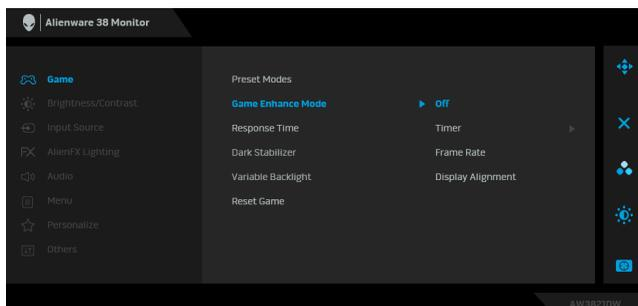 Alienware 38 Monitor
Game
Brightness/Contrast
Input Source
AlienFX Lighting
Audio
Menu
Personalize
Others
Preset Modes
Game Enhance Mode
Response Time
Dark Stabilizer
Variable Backlight
Reset Game
Off
Timer
Frame Rate
Display Alignment
AW3821DW